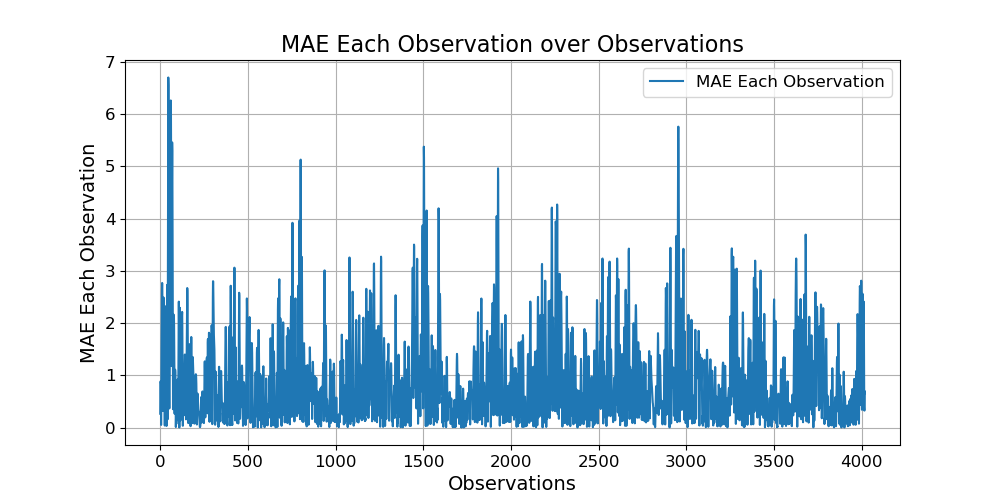 MAE Each Observation over Observations
MAE Each Observation
7
6
5
4
3
2
1
0
MAE Each Observation
0 500 1000 1500 2000 2500 3000 3500 4000
Observations